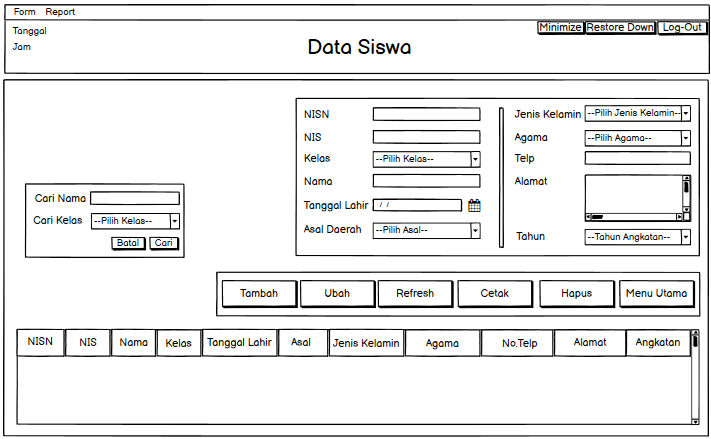 Form Report
Tanggal
Jam
Minimize Restore Down Log-Out
Data Siswa
NISN
NIS
Kelas --Pilih Kelas--
Nama
Tanggal Lahir / /
Asal Daerah --Pilih Asal--
Jenis Kelamin --Pilih Jenis Kelamin--
Agama --Pilih Agama--
Telp
Alamat
Tahun --Tahun Angkatan--
Cari Nama
Cari Kelas --Pilih Kelas--
Batal Cari
Tambah Ubah Refresh Cetak Hapus Menu Utama
NISN NIS Nama Kelas Tanggal Lahir Asal Jenis Kelamin Agama No.Telp Alamat Angkatan